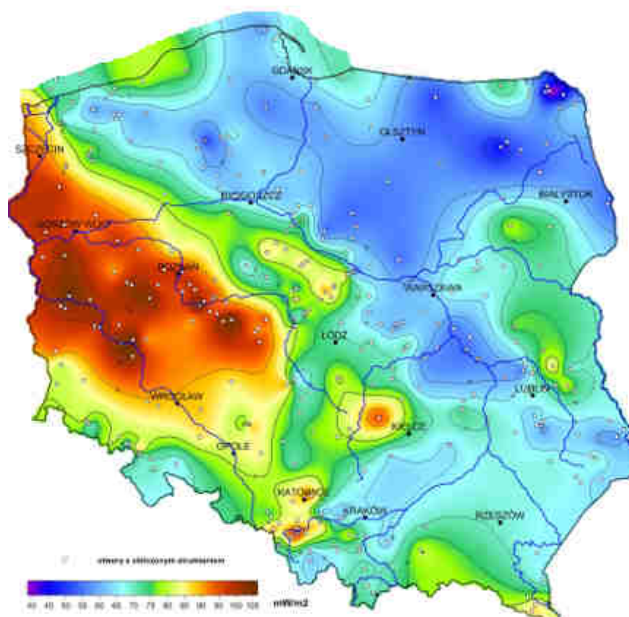 GDAŃSK
OLSZTYN
SZCZECIN
BYDGOSZCZ
BIAŁYSTOK
GORZÓW WLKP
POZNAŃ
WARSZAWA
ŁÓDŹ
WROCŁAW
LUBLIN
KIELCE
OPOLE
KATOWICE
KRAKÓW
RZESZÓW
otwory z obliczonym strumieniem
40 45 50 55 60 65 70 75 80 85 90 95 100 105 mW/m2